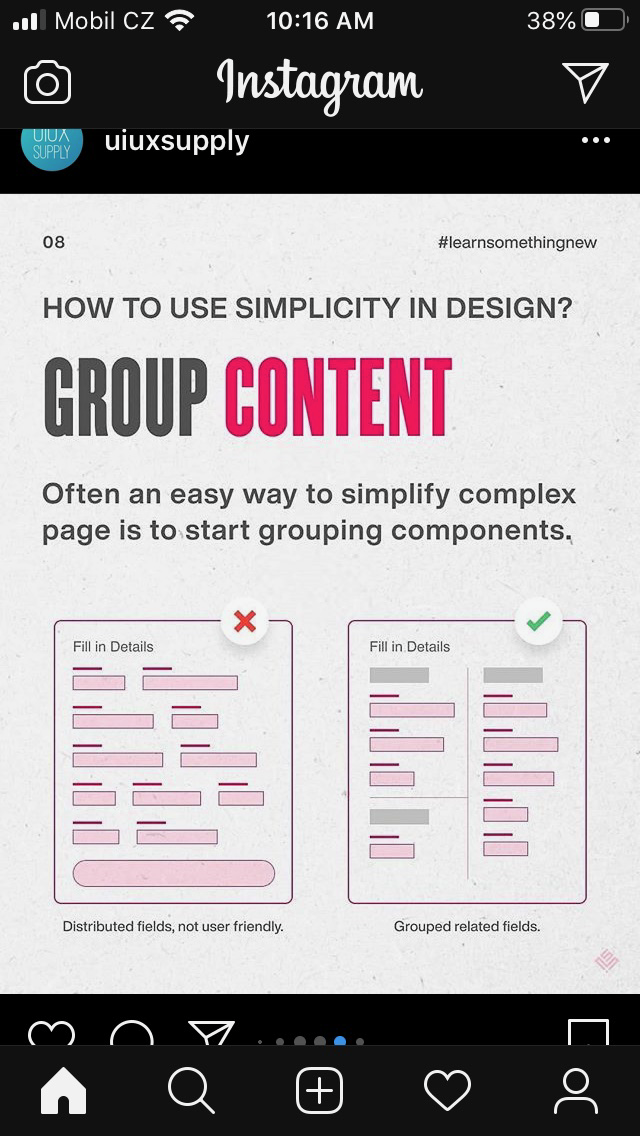 Mobil CZ 10:16 AM 38%
Instagram
UIUX
SUPPLY
uiuxsupply
08 #learnsomethingnew
HOW TO USE SIMPLICITY IN DESIGN?
GROUP CONTENT
Often an easy way to simplify complex
page is to start grouping components.
Fill in Details
Distributed fields, not user friendly.
Fill in Details
Grouped related fields.